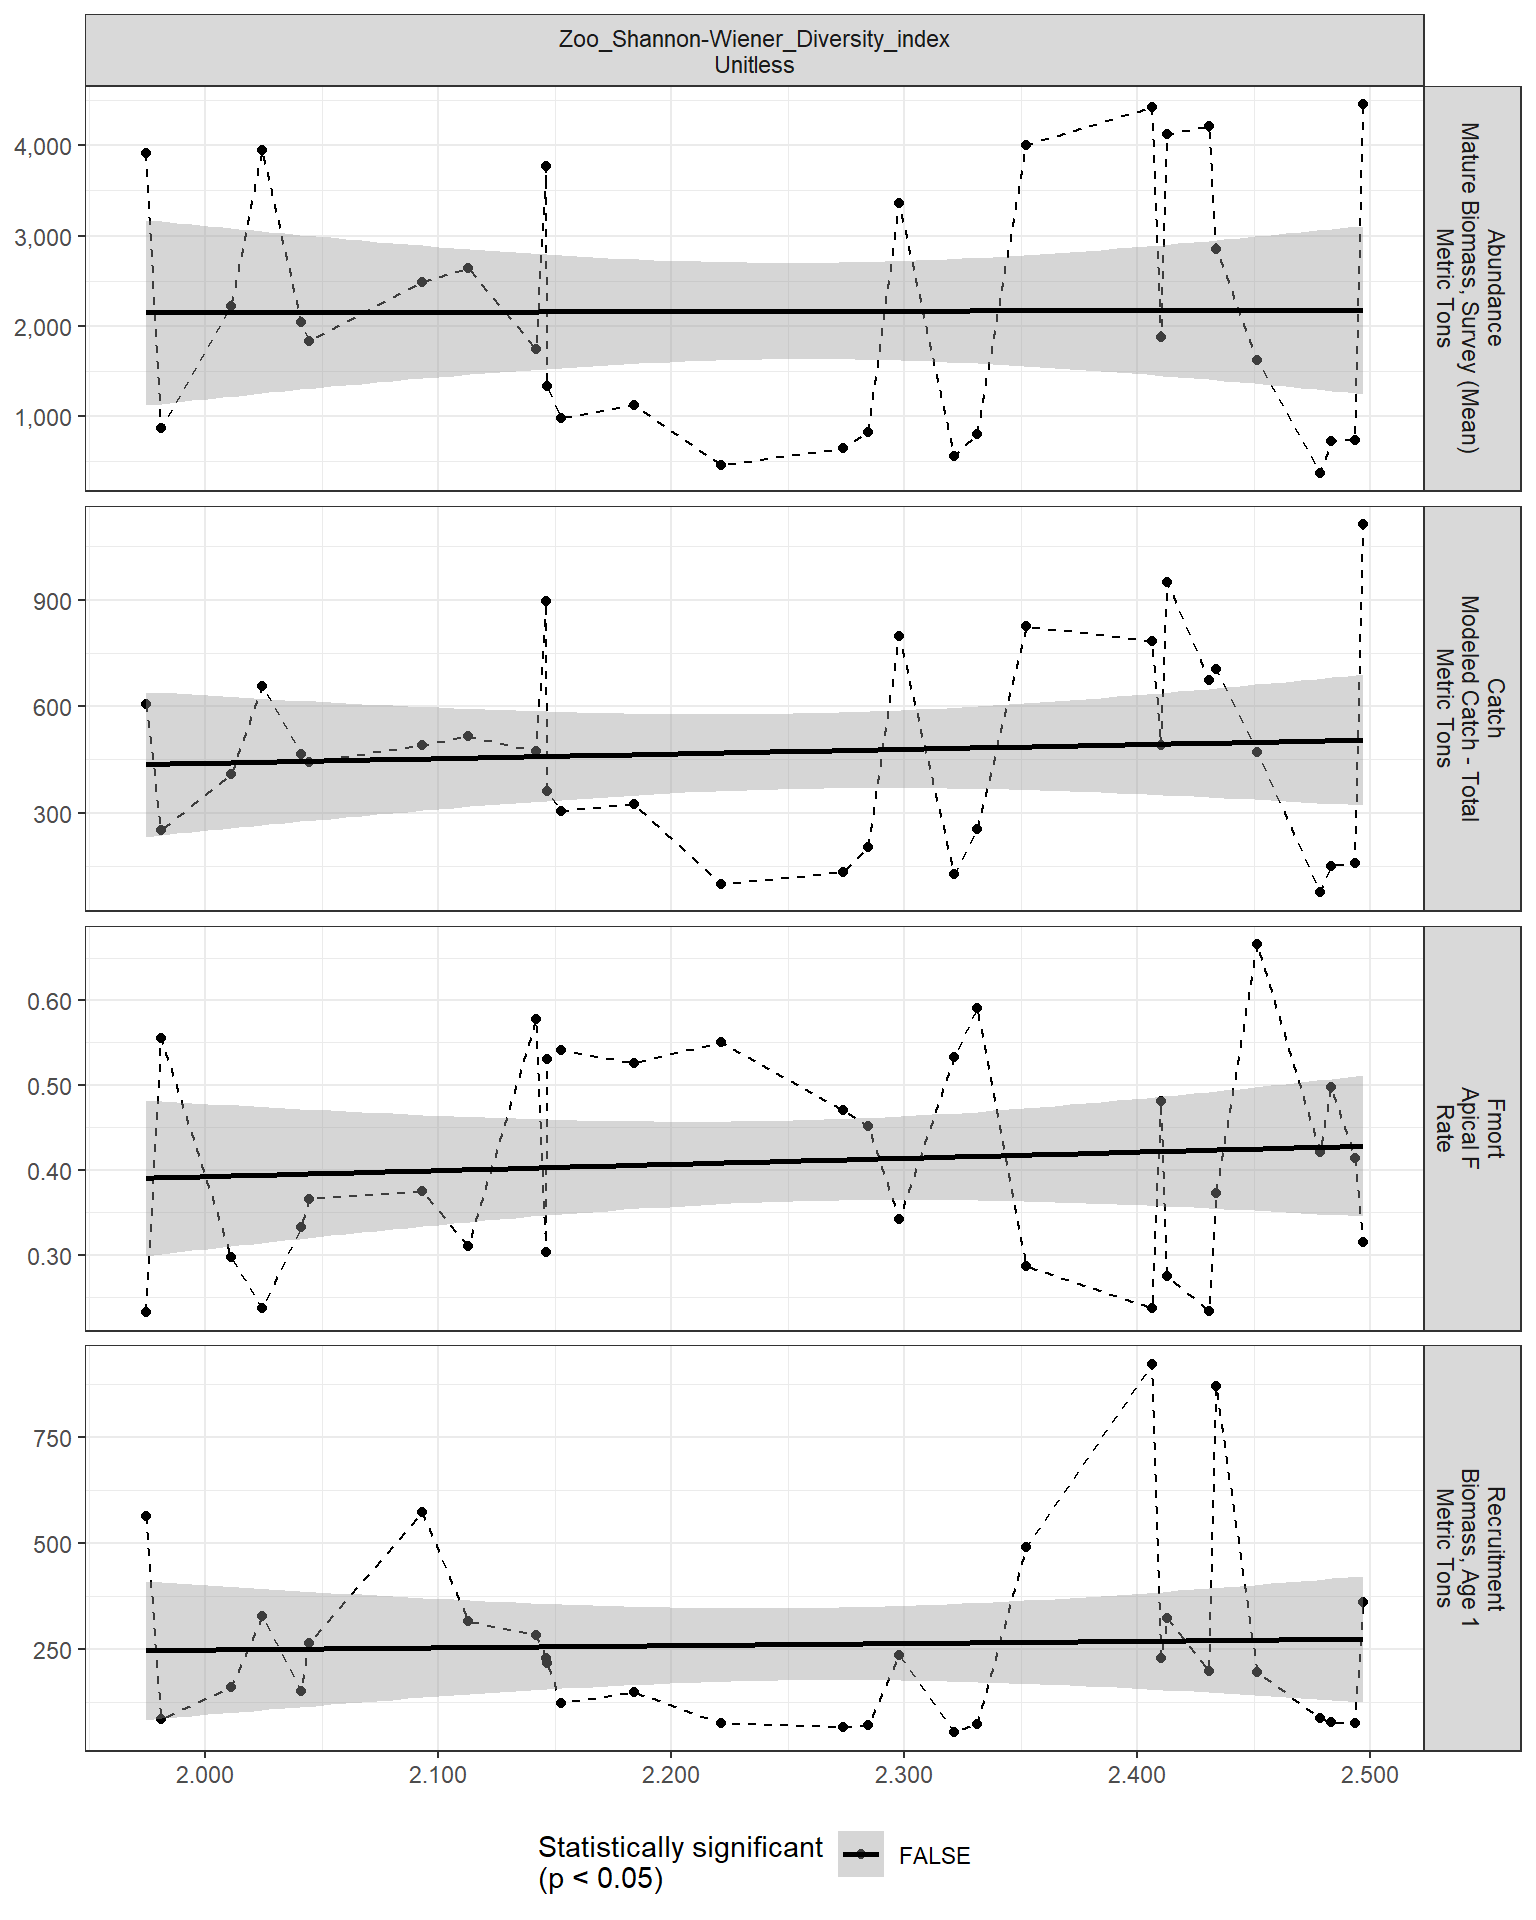 Zoo_Shannon-Wiener_Diversity_index
Unitless
4,000
3,000
2,000
1,000
Abundance
Mature Biomass, Survey (Mean)
Metric Tons
900
600
300
Catch
Modeled Catch - Total
Metric Tons
0.60
0.50
0.40
0.30
Fmort
Apical F
Rate
750
500
250
Recruitment
Biomass, Age 1
Metric Tons
2.000
2.100
2.200
2.300
2.400
2.500
Statistically significant
(p < 0.05)
FALSE